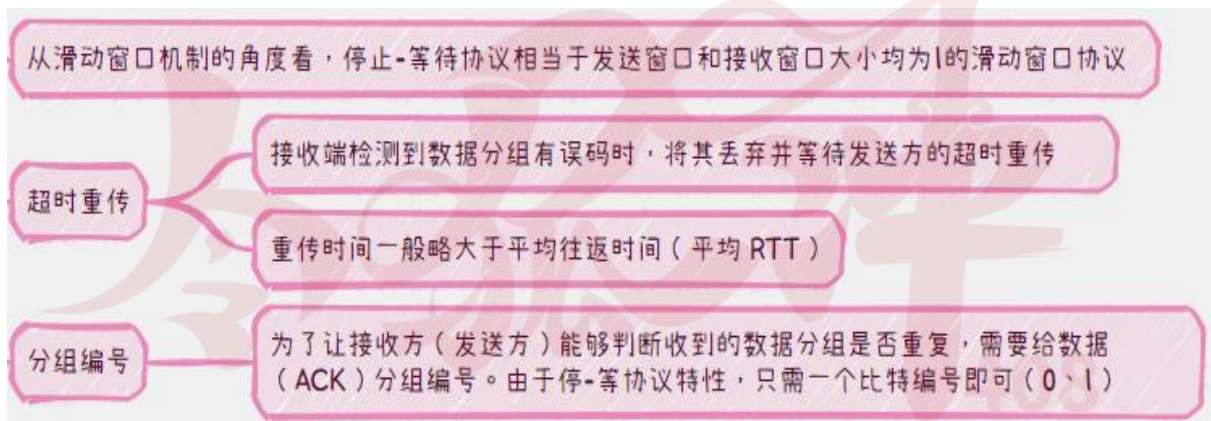 从滑动窗口机制的角度看，停止-等待协议相当于发送窗口和接收窗口大小均为1的滑动窗口协议
接收端检测到数据分组有误码时，将其丢弃并等待发送方的超时重传
超时重传
重传时间一般略大于平均往返时间（平均 RTT）
为了让接收方（发送方）能够判断收到的数据分组是否重复，需要给数据
分组编号
（ACK）分组编号。由于停-等协议特性，只需一个比特编号即可（0、1）
408